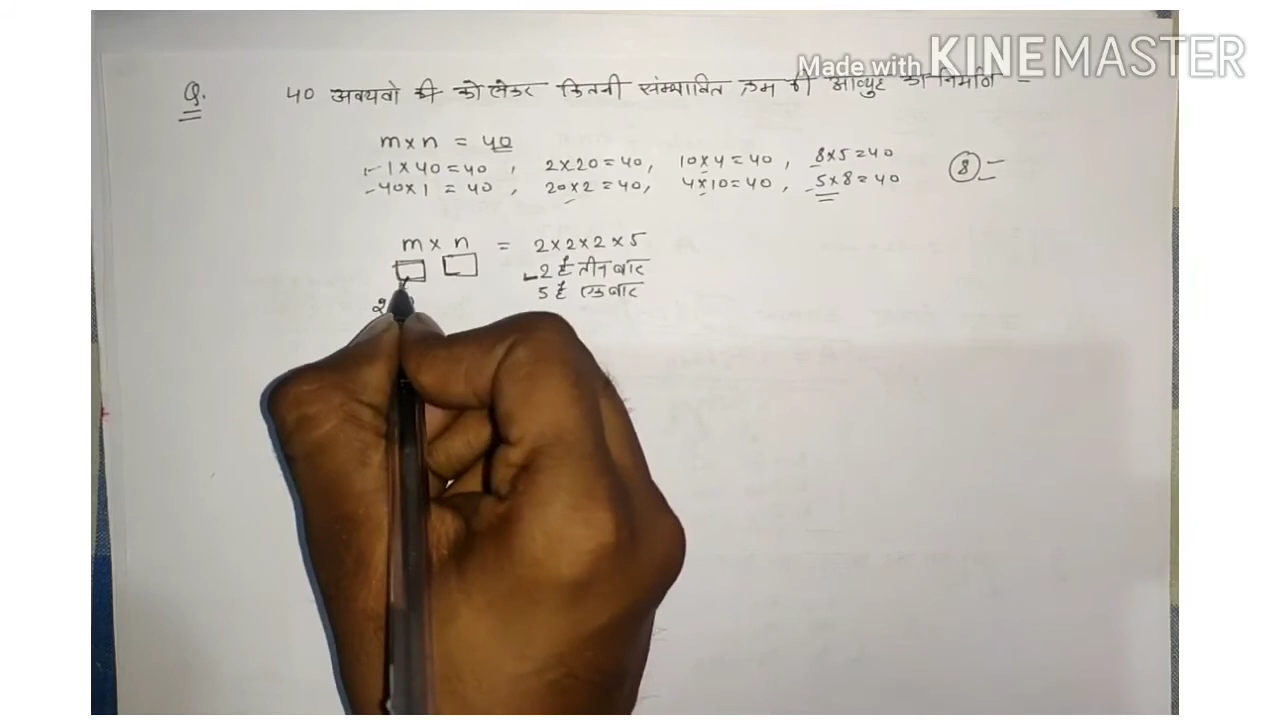 Made with KINEMASTER
Q. 40 अवयवो की को लेकर कितनी संम्भावित क्रम की आव्युह का निर्माण -
m×n = 40
1×40=40 , 2×20=40, 10×4=40 , 8×5=40 8
40×1=40 , 20×2=40, 4×10=40 , 5×8=40
m×n = 2×2×2×5
2 है तीन बार
5 है एक बार
2